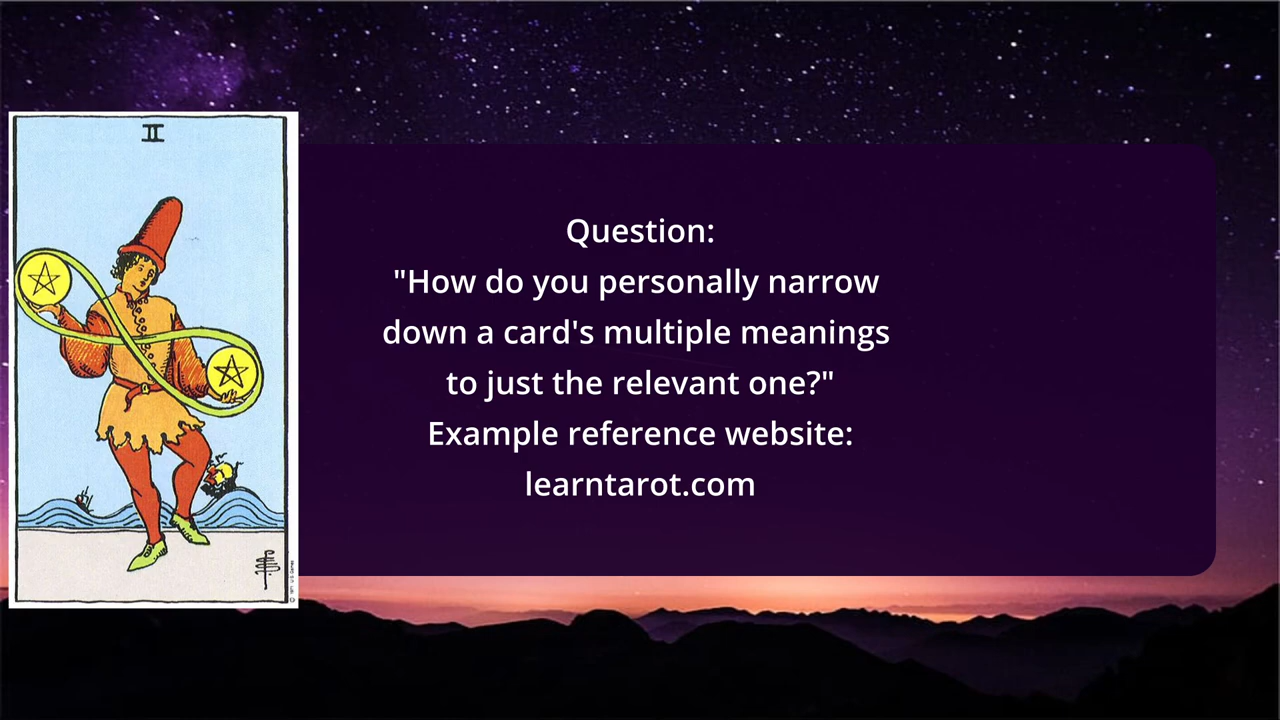 II
Question:
"How do you personally narrow
down a card's multiple meanings
to just the relevant one?"
Example reference website:
learntarot.com